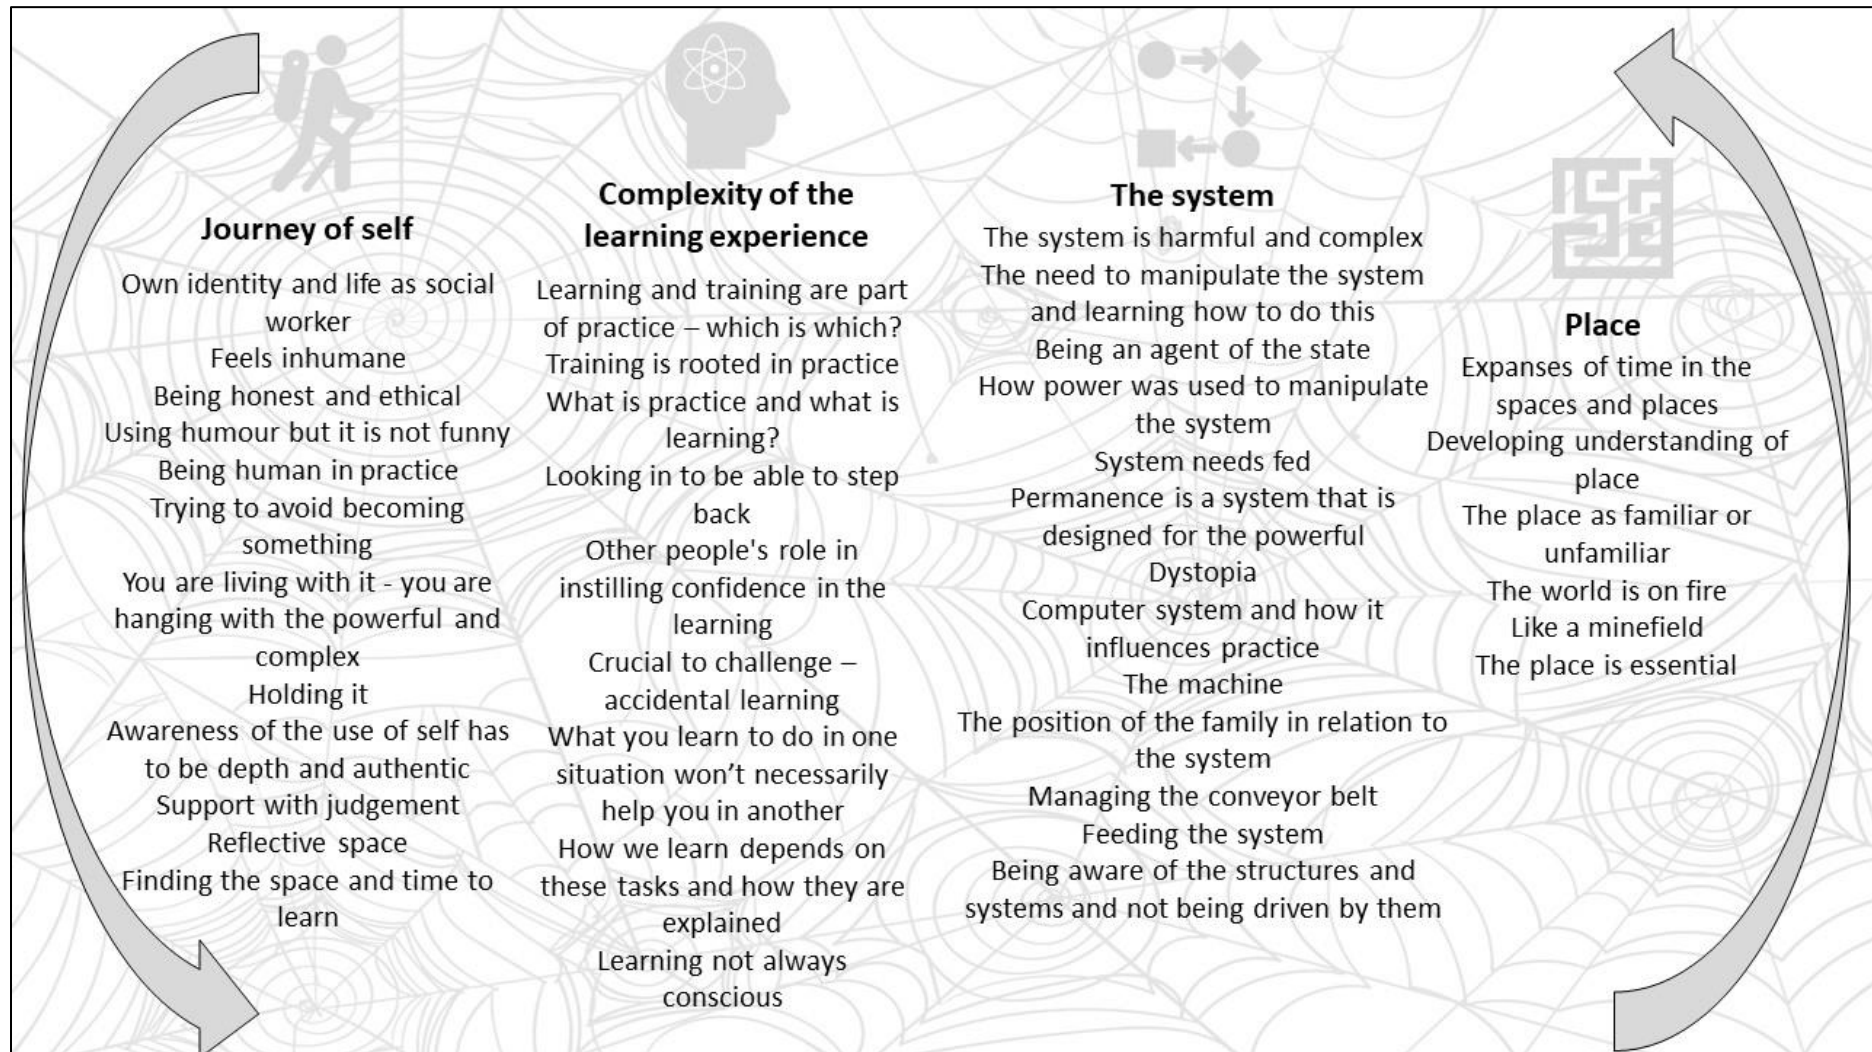 Journey of self
Own identity and life as social
worker
Feels inhumane
Being honest and ethical
Using humour but it is not funny
Being human in practice
Trying to avoid becoming
something
You are living with it - you are
hanging with the powerful and
complex
Holding it
Awareness of the use of self has
to be depth and authentic
Support with judgement
Reflective space
Finding the space and time to
learn
Complexity of the
learning experience
Learning and training are part
of practice – which is which?
Training is rooted in practice
What is practice and what is
learning?
Looking in to be able to step
back
Other people's role in
instilling confidence in the
learning
Crucial to challenge –
accidental learning
What you learn to do in one
situation won’t necessarily
help you in another
How we learn depends on
these tasks and how they are
explained
Learning not always
conscious
The system
The system is harmful and complex
The need to manipulate the system
and learning how to do this
Being an agent of the state
How power was used to manipulate
the system
System needs fed
Permanence is a system that is
designed for the powerful
Dystopia
Computer system and how it
influences practice
The machine
The position of the family in relation to
the system
Managing the conveyor belt
Feeding the system
Being aware of the structures and
systems and not being driven by them
Place
Expanses of time in the
spaces and places
Developing understanding of
place
The place as familiar or
unfamiliar
The world is on fire
Like a minefield
The place is essential